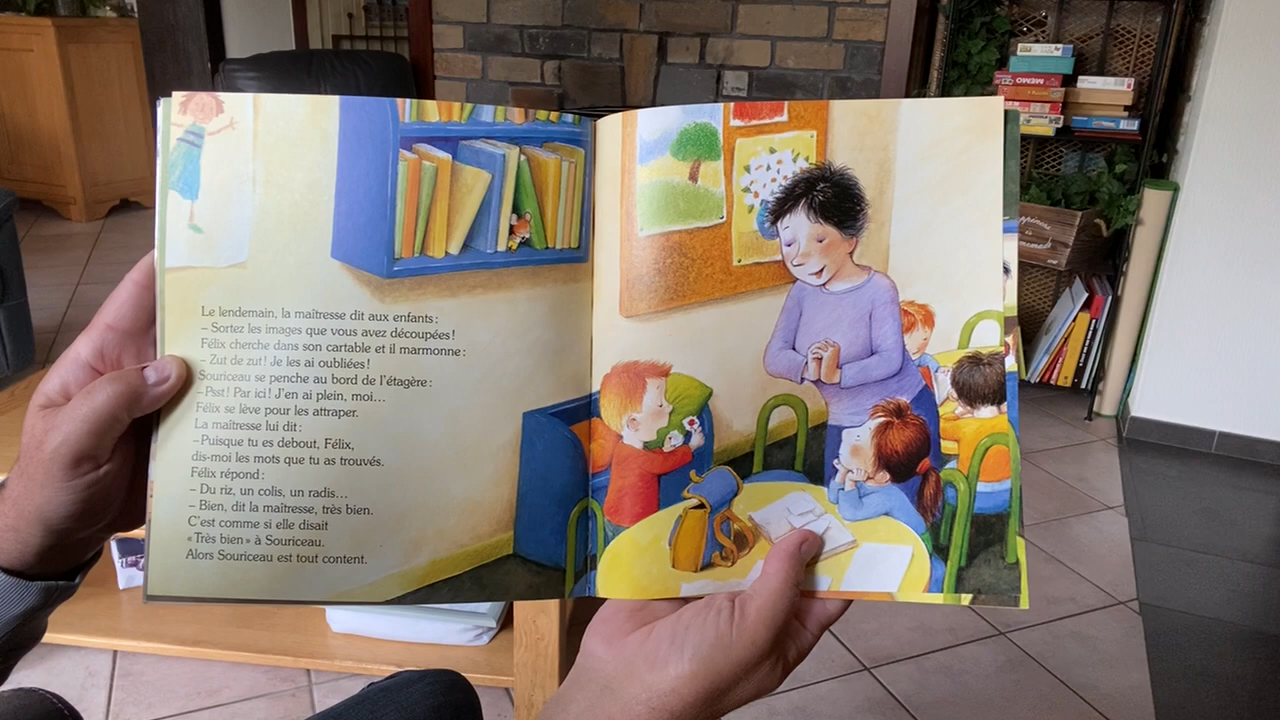 Le lendemain, la maîtresse dit aux enfants :
– Sortez les images que vous avez découpées !
Félix cherche dans son cartable et il marmonne :
– Zut de zut ! Je les ai oubliées !
Souriceau se penche au bord de l'étagère :
– Psst ! Par ici ! J'en ai plein, moi...
Félix se lève pour les attraper.
La maîtresse lui dit :
– Puisque tu es debout, Félix,
dis-moi les mots que tu as trouvés.
Félix répond :
– Du riz, un colis, un radis...
– Bien, dit la maîtresse, très bien.
C'est comme si elle disait
« Très bien » à Souriceau.
Alors Souriceau est tout content.
MEMO
Happiness
is